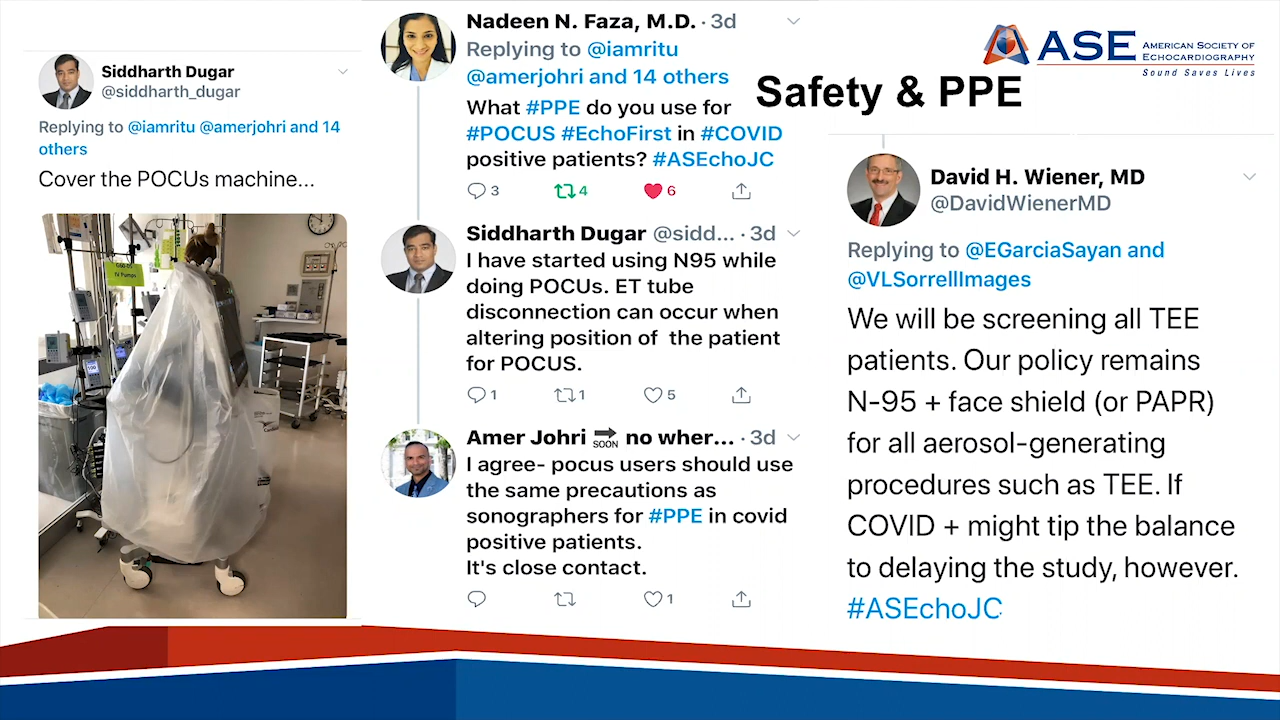 Siddharth Dugar
@siddharth_dugar
Replying to @iamritu @amerjohri and 14
others
Cover the POCUs machine...
IV Pumps
Nadeen N. Faza, M.D. · 3d
Replying to @iamritu
@amerjohri and 14 others
What #PPE do you use for
#POCUS #EchoFirst in #COVID
positive patients? #ASEchoJC
3 4 6
Siddharth Dugar @sidd... · 3d
I have started using N95 while
doing POCUs. ET tube
disconnection can occur when
altering position of the patient
for POCUS.
1 1 5
Amer Johri SOON no wher... · 3d
I agree- pocus users should use
the same precautions as
sonographers for #PPE in covid
positive patients.
It's close contact.
1
ASE AMERICAN SOCIETY OF
ECHOCARDIOGRAPHY
Sound Saves Lives
Safety & PPE
David H. Wiener, MD
@DavidWienerMD
Replying to @EGarciaSayan and
@VLSorrellImages
We will be screening all TEE
patients. Our policy remains
N-95 + face shield (or PAPR)
for all aerosol-generating
procedures such as TEE. If
COVID + might tip the balance
to delaying the study, however.
#ASEchoJC